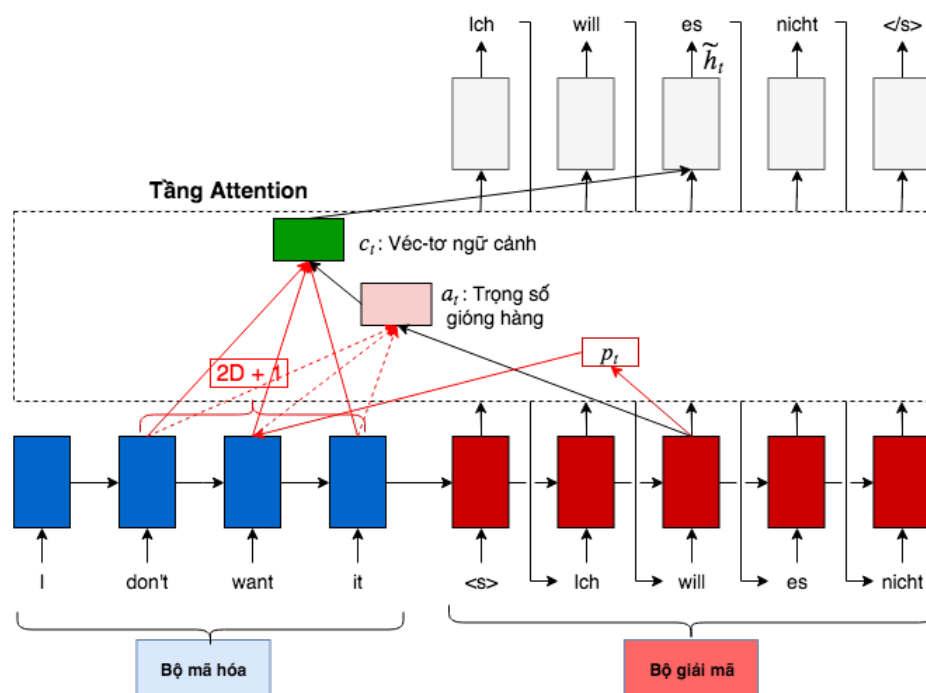 Ich will es nicht </s>
h̃ₜ
Tầng Attention
cₜ : Véc-tơ ngữ cảnh
aₜ : Trọng số
gióng hàng
pₜ
2D + 1
I don't want it <s> Ich will es nicht
Bộ mã hóa
Bộ giải mã